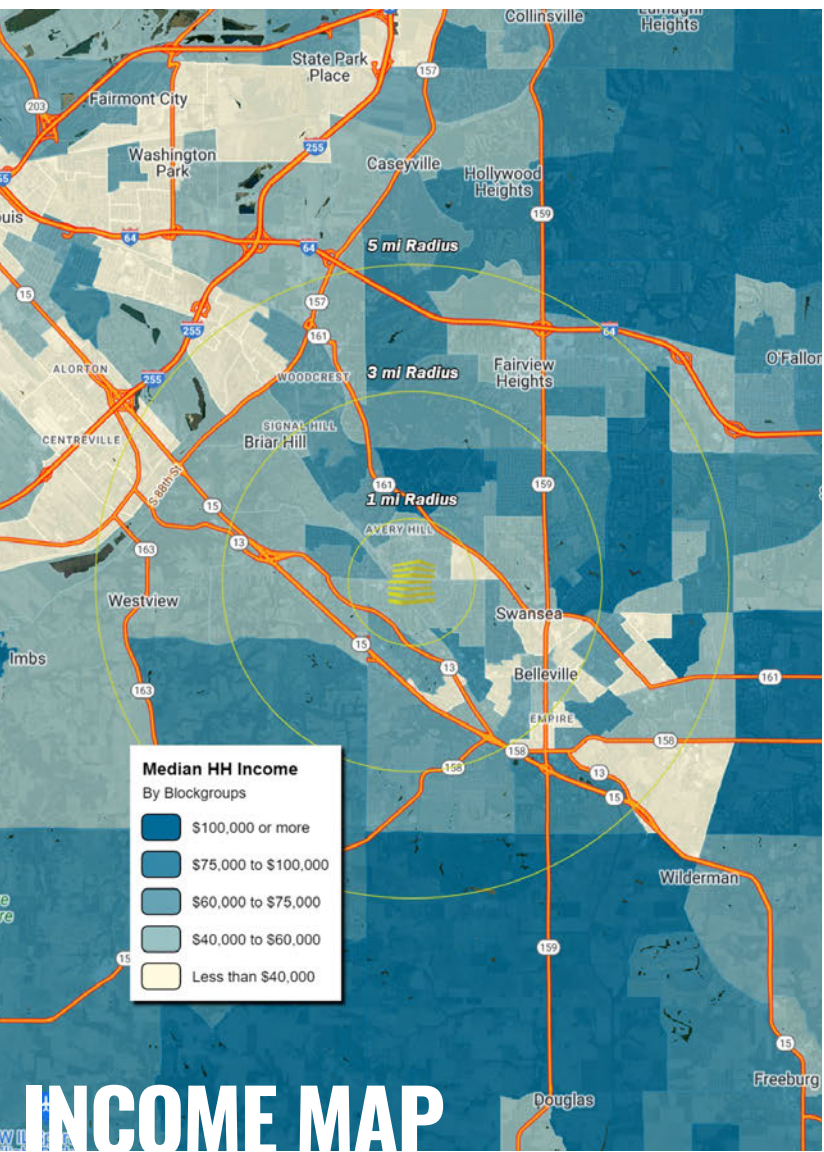 Collinsville
Heights
State Park
Place
157
203
Fairmont City
255
Washington
Park
Caseyville
Hollywood
Heights
55
159
uis
64
5 mi Radius
64
15
157
255
161
64
ALORTON
255
WOODCREST
3 mi Radius
Fairview
Heights
O'Fallon
CENTREVILLE
SIGNAL HILL
Briar Hill
S 88th St
161
159
1 mi Radius
15
AVERY HILL
13
163
Westview
Swansea
Imbs
15
13
Belleville
161
163
EMPIRE
158
158
158
13
15
Median HH Income
By Blockgroups
$100,000 or more
$75,000 to $100,000
$60,000 to $75,000
$40,000 to $60,000
Less than $40,000
Wilderman
e
re
159
15
15
Freeburg
Douglas
INCOME MAP